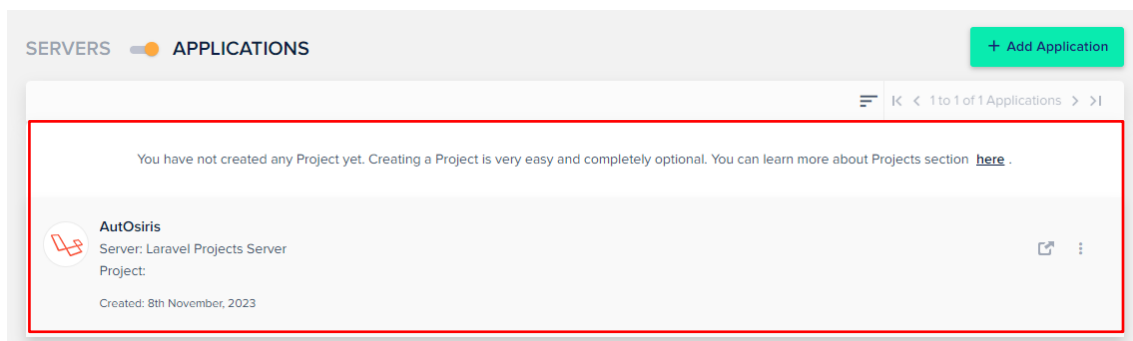 SERVERS APPLICATIONS
+ Add Application
1 to 1 of 1 Applications
You have not created any Project yet. Creating a Project is very easy and completely optional. You can learn more about Projects section here .
AutOsiris
Server: Laravel Projects Server
Project:
Created: 8th November, 2023